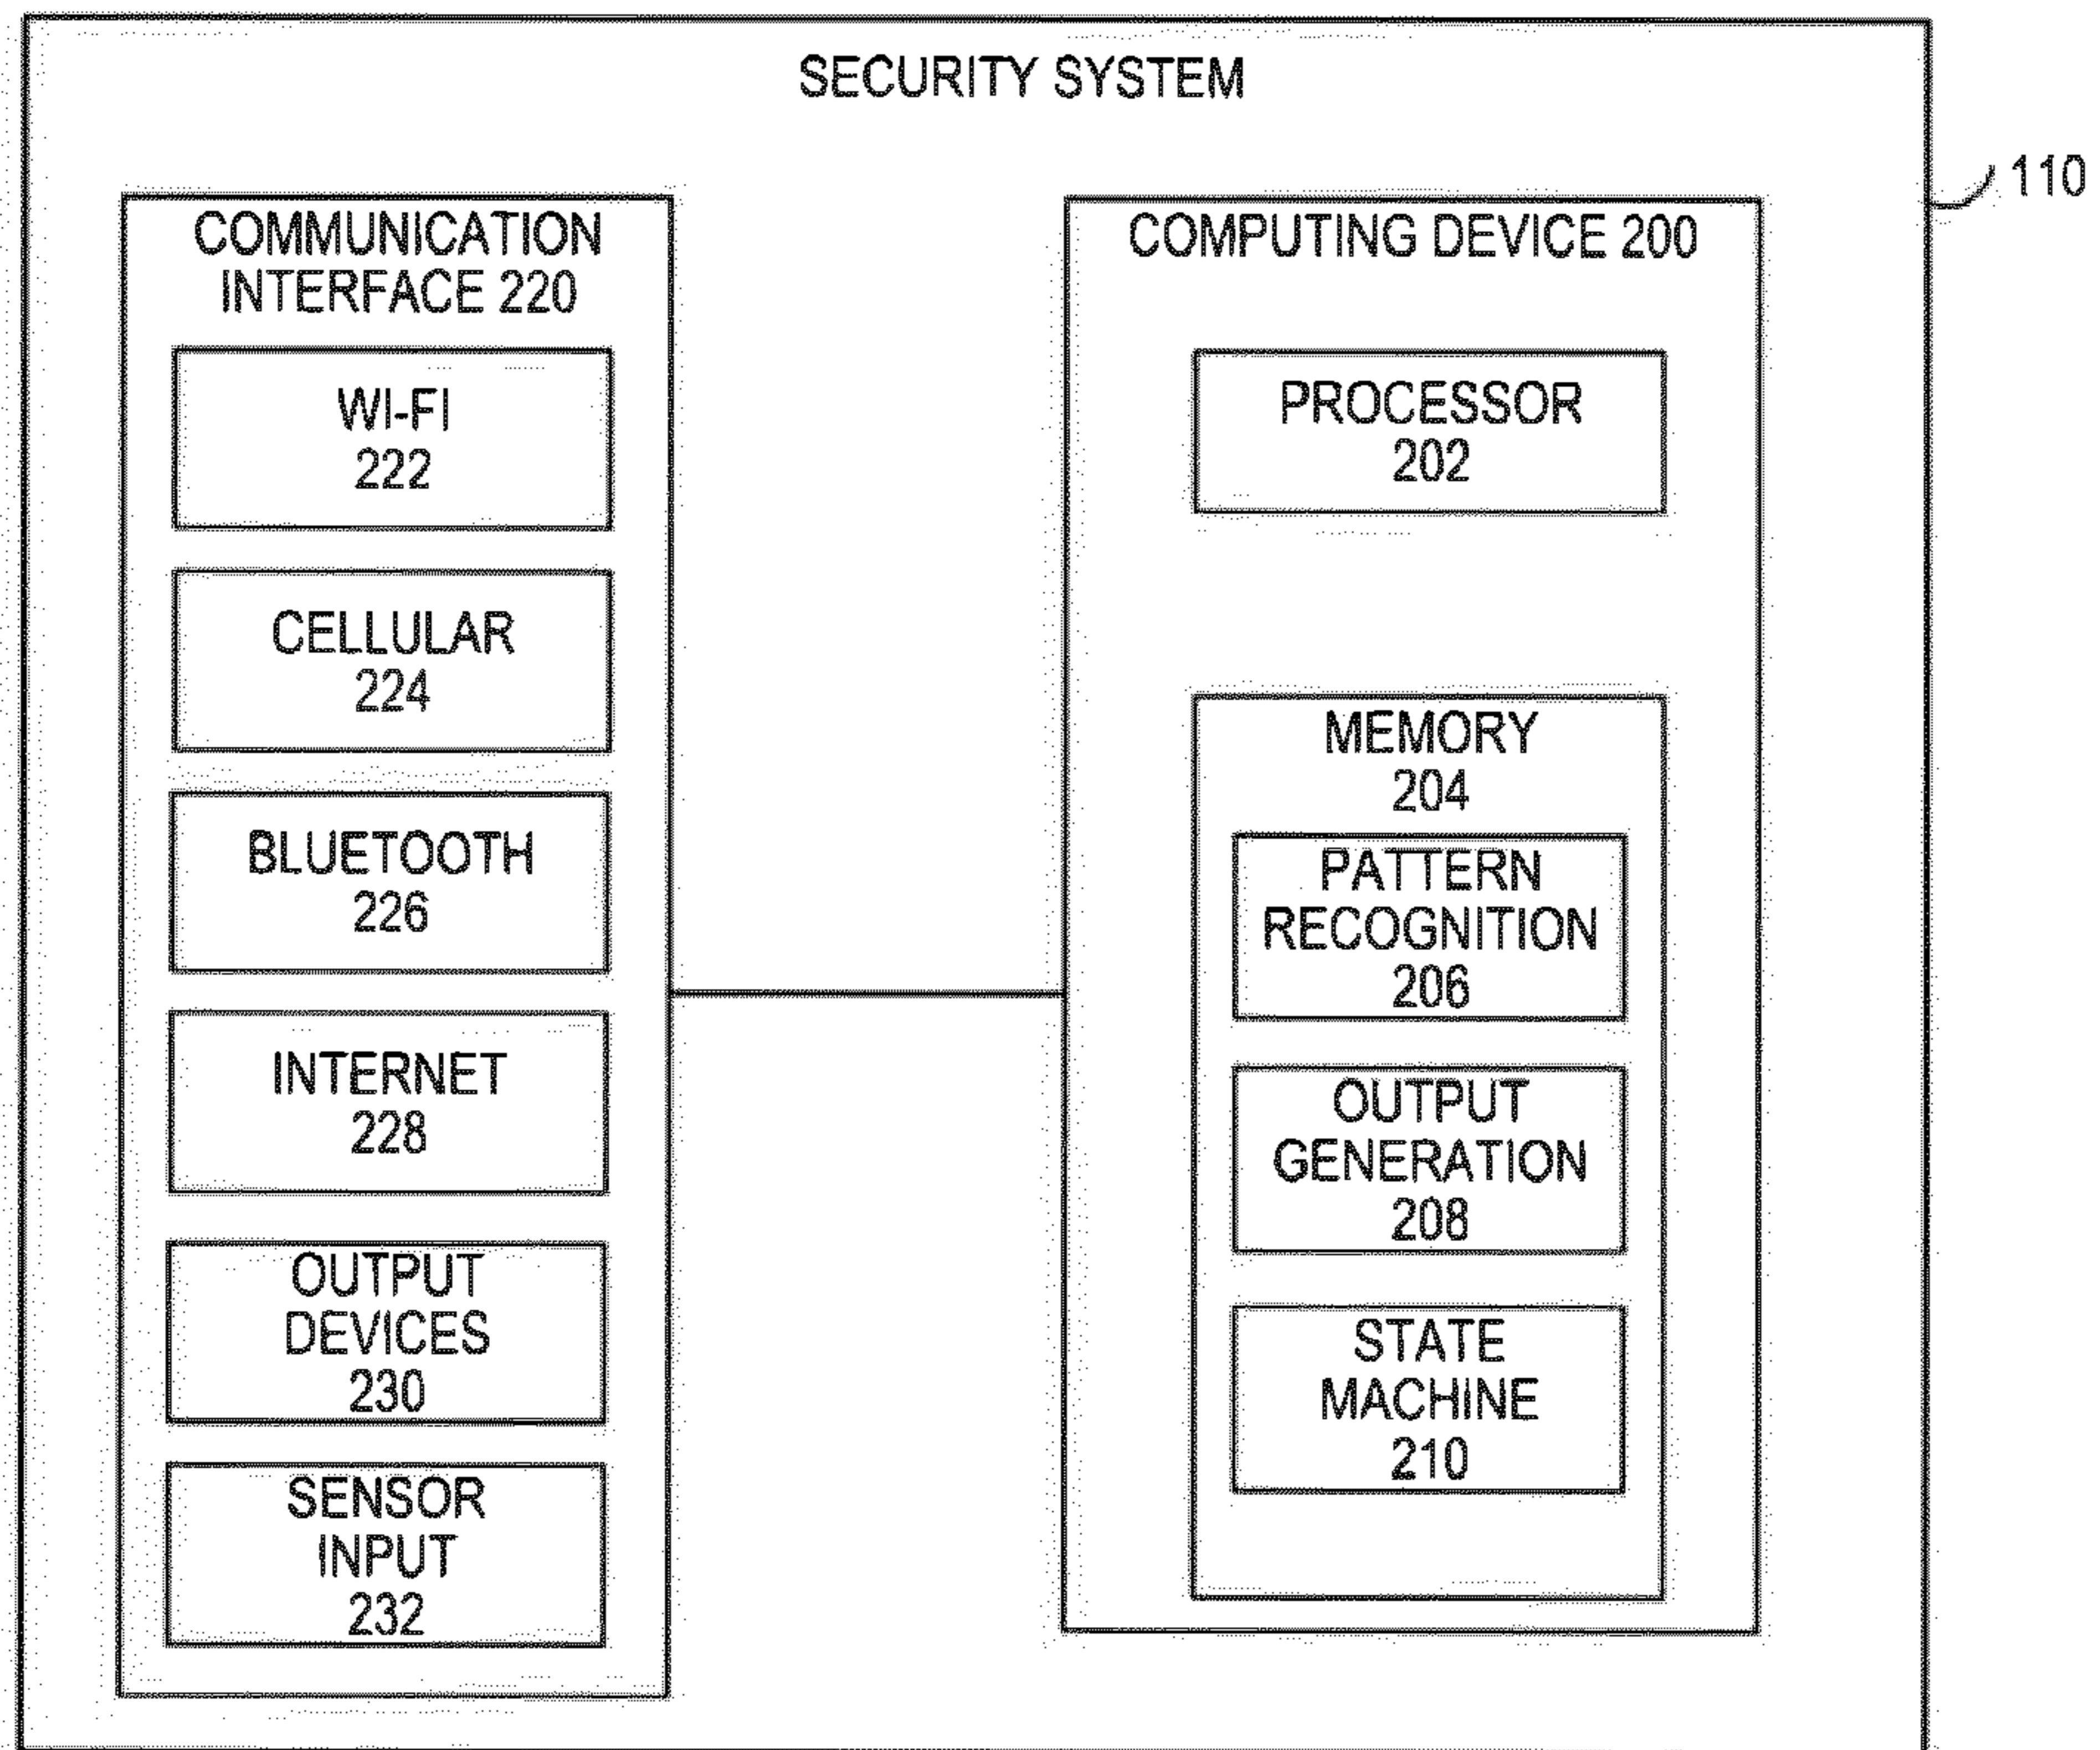 SECURITY SYSTEM
110
COMMUNICATION
INTERFACE 220
WI-FI
222
CELLULAR
224
BLUETOOTH
226
INTERNET
228
OUTPUT
DEVICES
230
SENSOR
INPUT
232
COMPUTING DEVICE 200
PROCESSOR
202
MEMORY
204
PATTERN
RECOGNITION
206
OUTPUT
GENERATION
208
STATE
MACHINE
210